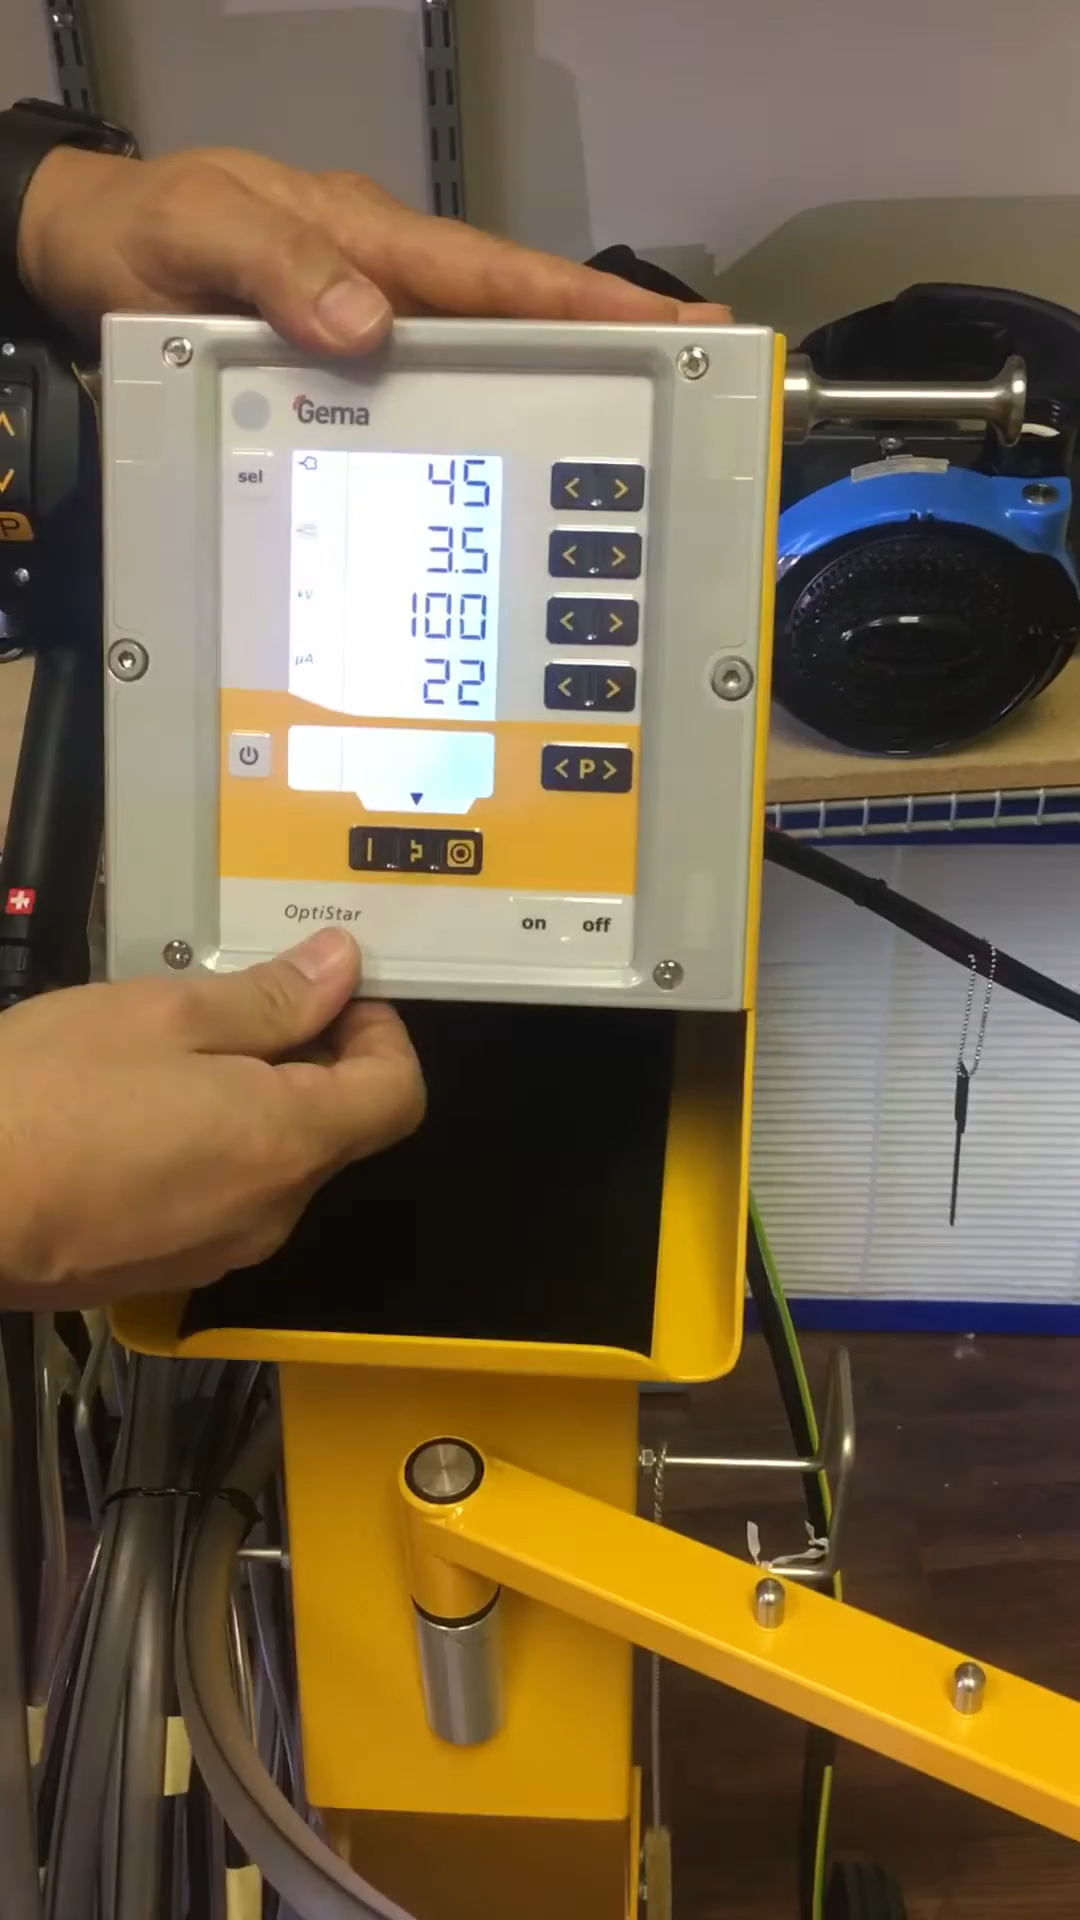 Gema
sel
45
3.5
kV 100
µA 22
< P >
OptiStar
on off
P